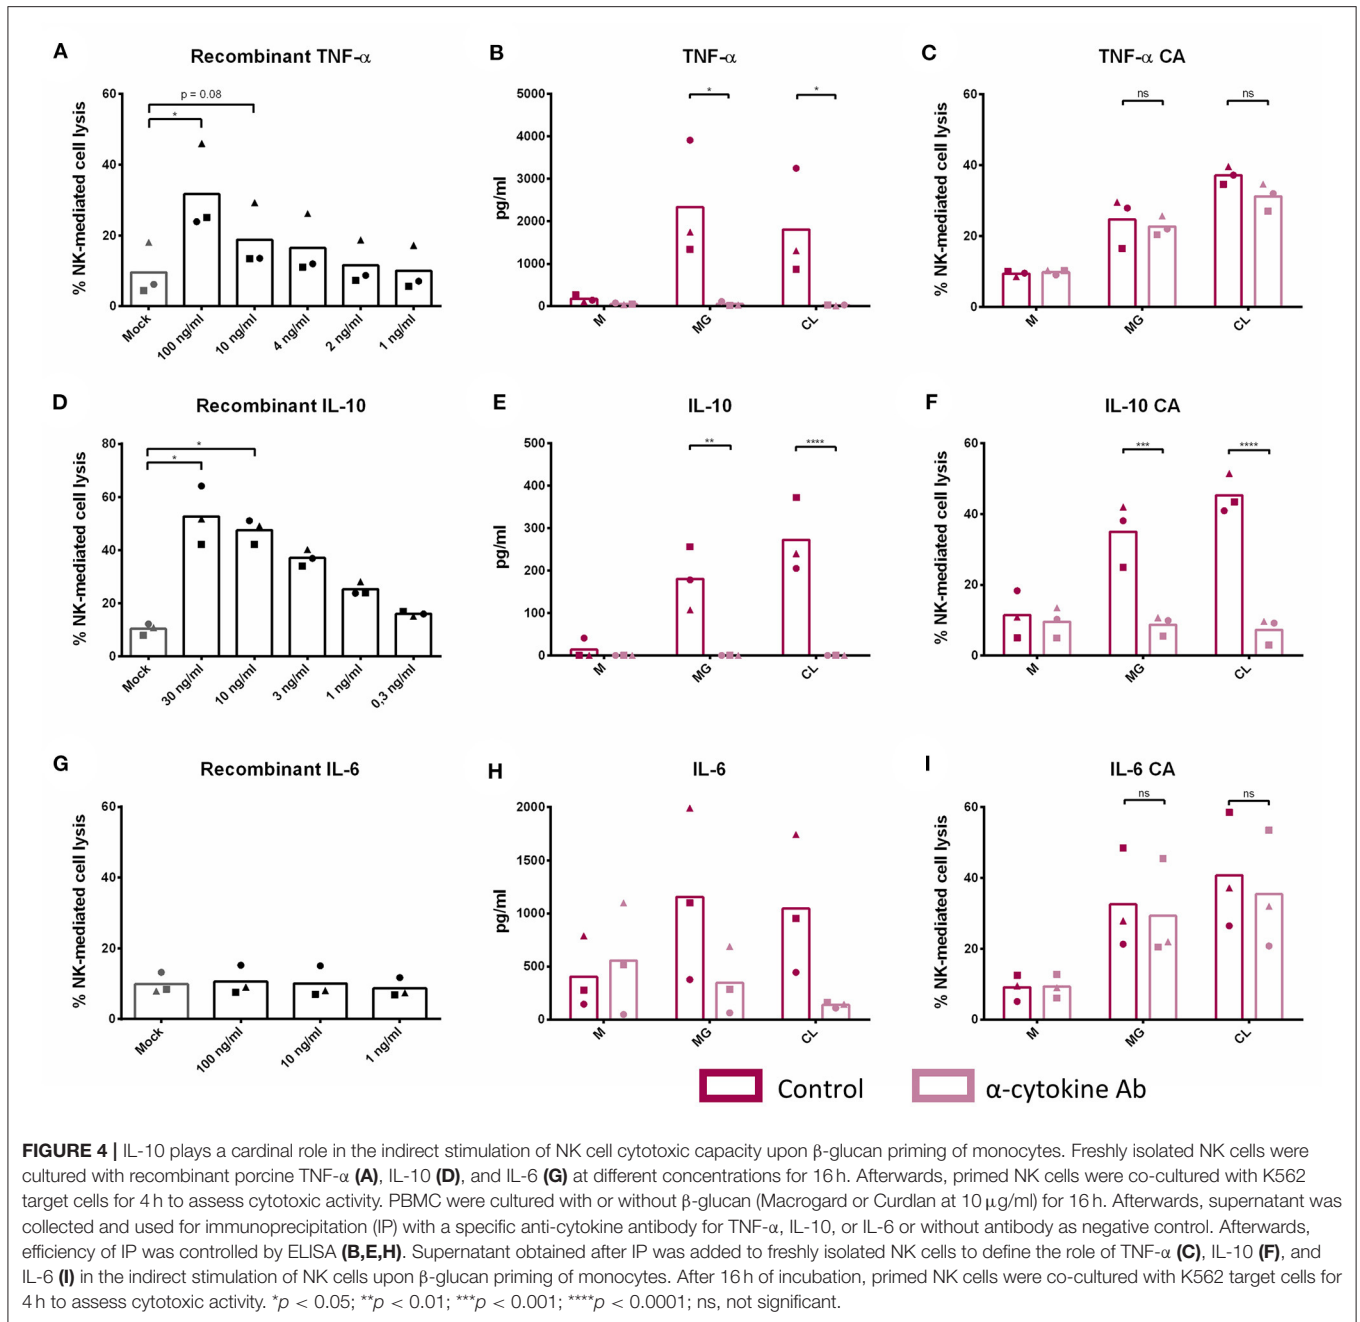 A
Recombinant TNF-α
% NK-mediated cell lysis
60
40
20
0
p = 0.08
*
Mock
100 ng/ml
10 ng/ml
4 ng/ml
2 ng/ml
1 ng/ml
B
TNF-α
pg/ml
5000
4000
3000
2000
1000
0
*
*
M
MG
CL
C
TNF-α CA
% NK-mediated cell lysis
60
40
20
0
ns
ns
M
MG
CL
D
Recombinant IL-10
% NK-mediated cell lysis
80
60
40
20
0
*
*
Mock
30 ng/ml
10 ng/ml
3 ng/ml
1 ng/ml
0,3 ng/ml
E
IL-10
pg/ml
500
400
300
200
100
0
**
****
M
MG
CL
F
IL-10 CA
% NK-mediated cell lysis
60
40
20
0
***
****
M
MG
CL
G
Recombinant IL-6
% NK-mediated cell lysis
60
40
20
0
Mock
100 ng/ml
10 ng/ml
1 ng/ml
H
IL-6
pg/ml
2000
1500
1000
500
0
M
MG
CL
I
IL-6 CA
% NK-mediated cell lysis
60
40
20
0
ns
ns
M
MG
CL
Control
α-cytokine Ab
FIGURE 4 | IL-10 plays a cardinal role in the indirect stimulation of NK cell cytotoxic capacity upon β-glucan priming of monocytes. Freshly isolated NK cells were
cultured with recombinant porcine TNF-α (A), IL-10 (D), and IL-6 (G) at different concentrations for 16 h. Afterwards, primed NK cells were co-cultured with K562
target cells for 4 h to assess cytotoxic activity. PBMC were cultured with or without β-glucan (Macrogard or Curdlan at 10 μg/ml) for 16 h. Afterwards, supernatant was
collected and used for immunoprecipitation (IP) with a specific anti-cytokine antibody for TNF-α, IL-10, or IL-6 or without antibody as negative control. Afterwards,
efficiency of IP was controlled by ELISA (B,E,H). Supernatant obtained after IP was added to freshly isolated NK cells to define the role of TNF-α (C), IL-10 (F), and
IL-6 (I) in the indirect stimulation of NK cells upon β-glucan priming of monocytes. After 16 h of incubation, primed NK cells were co-cultured with K562 target cells for
4 h to assess cytotoxic activity. *p < 0.05; **p < 0.01; ***p < 0.001; ****p < 0.0001; ns, not significant.